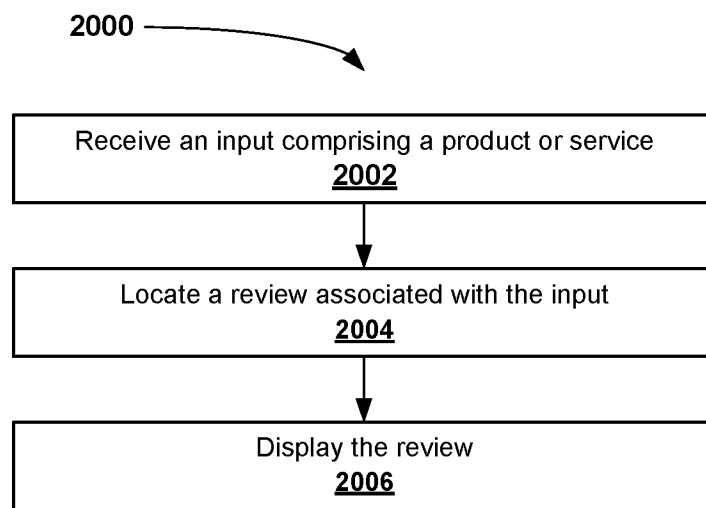 2000
Receive an input comprising a product or service
2002
Locate a review associated with the input
2004
Display the review
2006